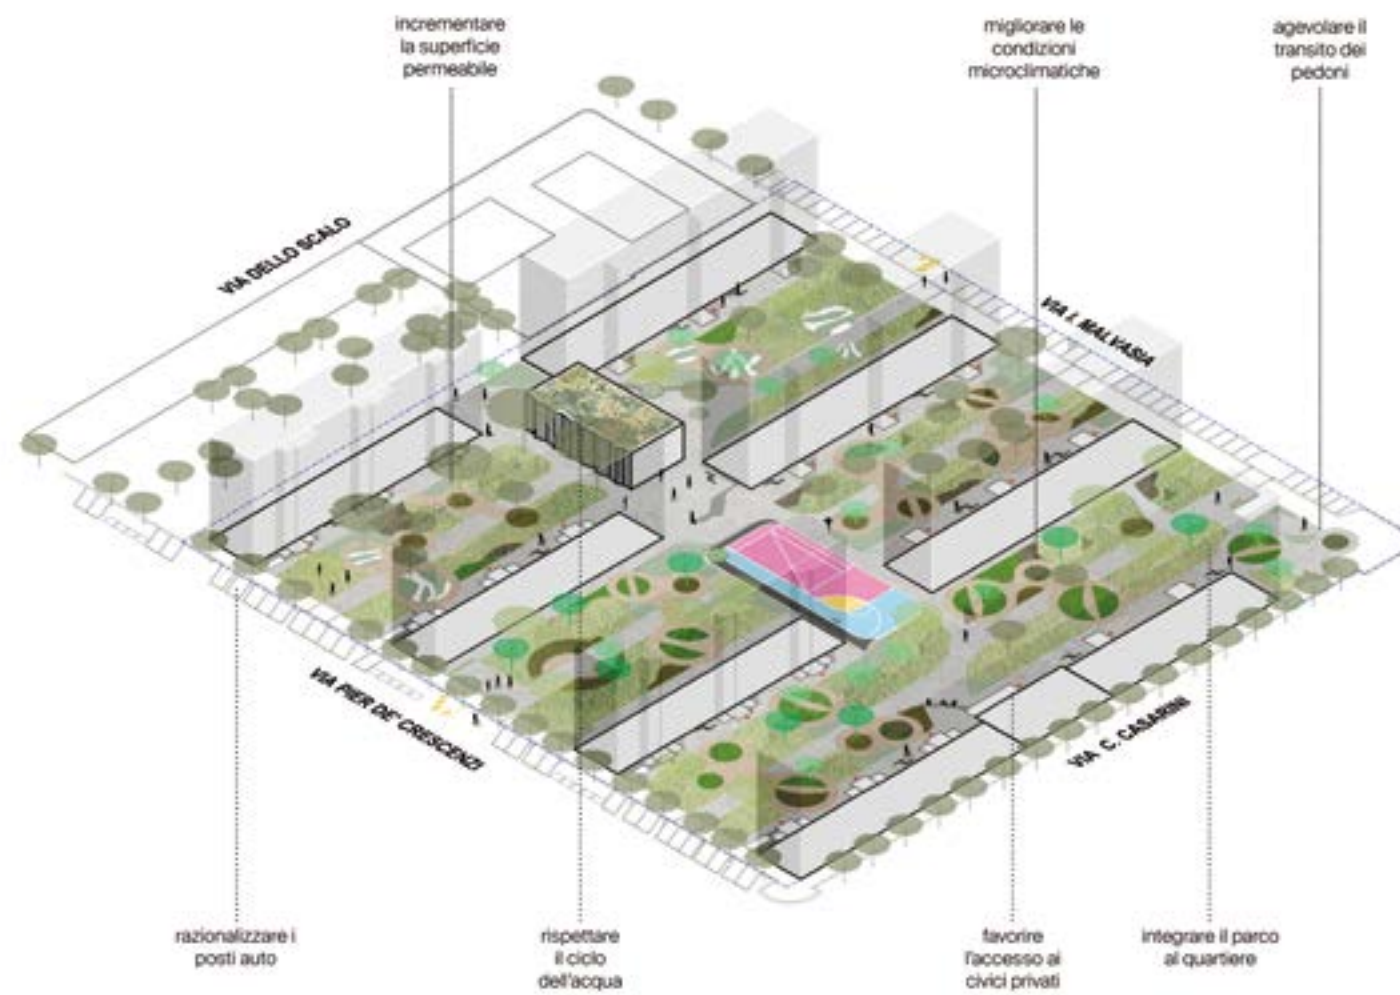 incrementare
la superficie
permeabile
migliorare le
condizioni
microclimatiche
agevolare il
transito dei
pedoni
VIA DELLO SCALO
VIA I. MALVASIA
VIA PIER DE' CRESCENZI
VIA C. CASARINI
razionalizzare i
posti auto
rispettare
il ciclo
dell'acqua
favorire
l'accesso ai
civici privati
integrare il parco
al quartiere